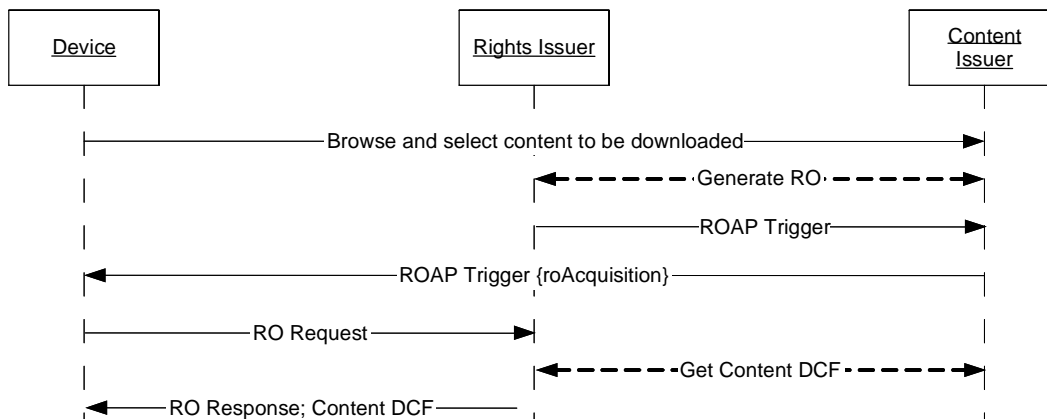 Device
Rights Issuer
Content
Issuer
Browse and select content to be downloaded
Generate RO
ROAP Trigger
ROAP Trigger {roAcquisition}
RO Request
Get Content DCF
RO Response; Content DCF